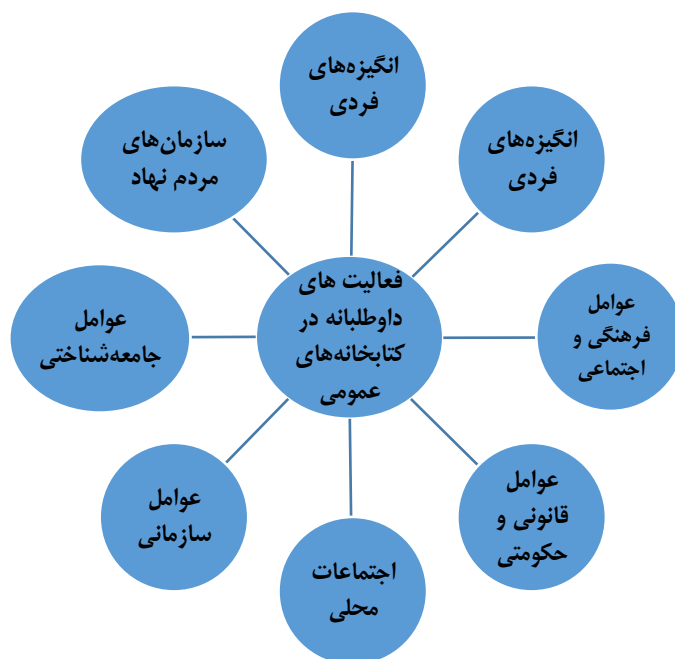 انگیزه‌های
فردی
انگیزه‌های
فردی
عوامل
فرهنگی و
اجتماعی
عوامل
قانونی و
حکومتی
اجتماعات
محلی
عوامل
سازمانی
عوامل
جامعه‌شناختی
سازمان‌های
مردم نهاد
فعالیت های
داوطلبانه در
کتابخانه‌های
عمومی